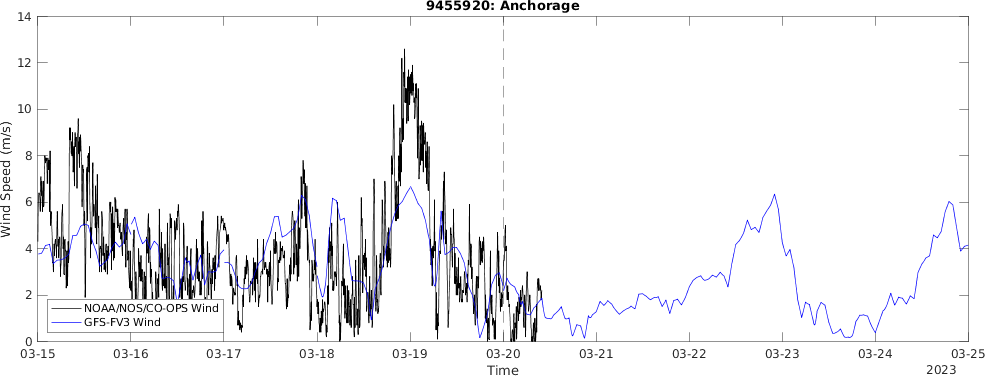 9455920: Anchorage
14
12
10
8
6
4
2
0
Wind Speed (m/s)
NOAA/NOS/CO-OPS Wind
GFS-FV3 Wind
03-15 03-16 03-17 03-18 03-19 03-20 03-21 03-22 03-23 03-24 03-25
Time
2023